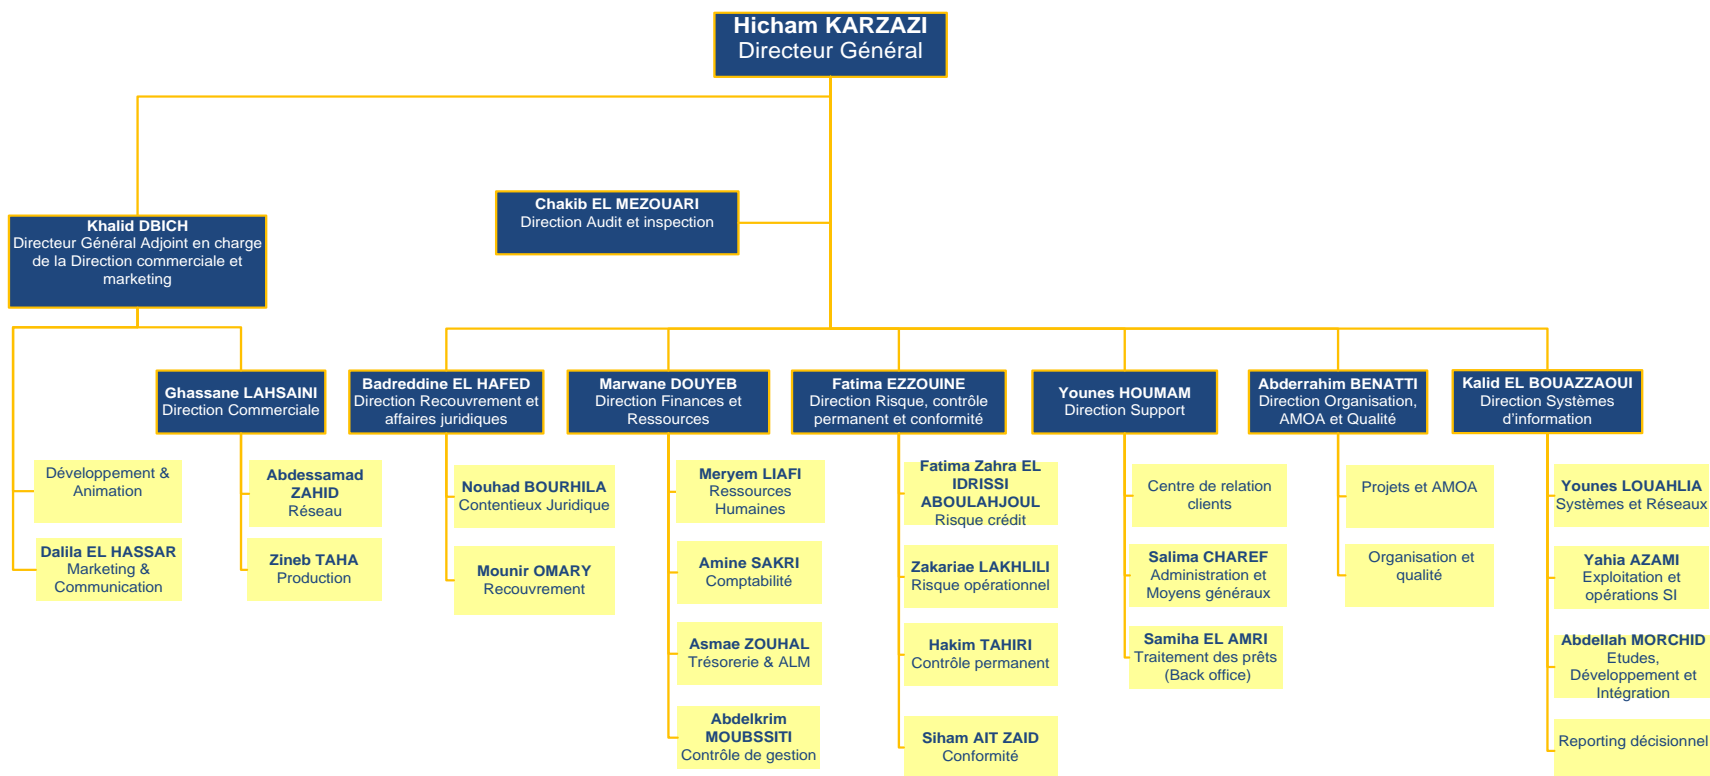 Hicham KARZAZI
Directeur Général
Chakib EL MEZOUARI
Direction Audit et inspection
Khalid DBICH
Directeur Général Adjoint en charge
de la Direction commerciale et
marketing
Ghassane LAHSAINI
Direction Commerciale
Badreddine EL HAFED
Direction Recouvrement et
affaires juridiques
Marwane DOUYEB
Direction Finances et
Ressources
Fatima EZZOUINE
Direction Risque, contrôle
permanent et conformité
Younes HOUMAM
Direction Support
Abderrahim BENATTI
Direction Organisation,
AMOA et Qualité
Kalid EL BOUAZZAOUI
Direction Systèmes
d’information
Développement &
Animation
Dalila EL HASSAR
Marketing &
Communication
Abdessamad
ZAHID
Réseau
Zineb TAHA
Production
Nouhad BOURHILA
Contentieux Juridique
Mounir OMARY
Recouvrement
Meryem LIAFI
Ressources
Humaines
Amine SAKRI
Comptabilité
Asmae ZOUHAL
Trésorerie & ALM
Abdelkrim
MOUBSSITI
Contrôle de gestion
Fatima Zahra EL
IDRISSI
ABOULAHJOUL
Risque crédit
Zakariae LAKHLILI
Risque opérationnel
Hakim TAHIRI
Contrôle permanent
Siham AIT ZAID
Conformité
Centre de relation
clients
Salima CHAREF
Administration et
Moyens généraux
Samiha EL AMRI
Traitement des prêts
(Back office)
Projets et AMOA
Organisation et
qualité
Younes LOUAHLIA
Systèmes et Réseaux
Yahia AZAMI
Exploitation et
opérations SI
Abdellah MORCHID
Etudes,
Développement et
Intégration
Reporting décisionnel